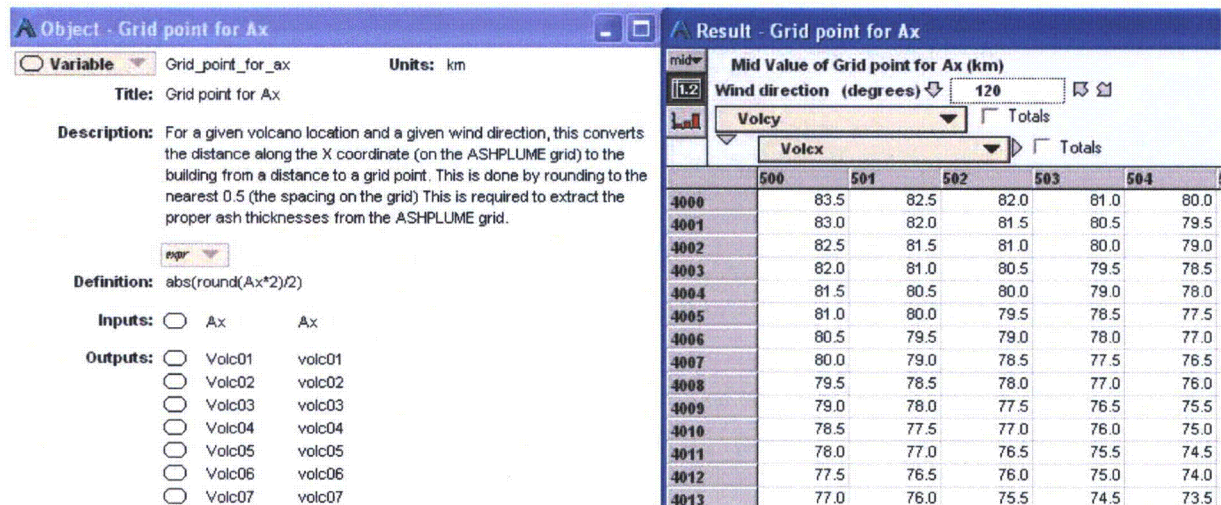 Object - Grid point for Ax
Variable Grid_point_for_ax Units: km
Title: Grid point for Ax
Description: For a given volcano location and a given wind direction, this converts
the distance along the X coordinate (on the ASHPLUME grid) to the
building from a distance to a grid point. This is done by rounding to the
nearest 0.5 (the spacing on the grid) This is required to extract the
proper ash thicknesses from the ASHPLUME grid.
expr
Definition: abs(round(Ax*2)/2)
Inputs: Ax Ax
Outputs: Volc01 volc01
Volc02 volc02
Volc03 volc03
Volc04 volc04
Volc05 volc05
Volc06 volc06
Volc07 volc07
Result - Grid point for Ax
mid Mid Value of Grid point for Ax (km)
1.2 Wind direction (degrees) 120
Volcy Totals
Volcx Totals
500 501 502 503 504
4000 83.5 82.5 82.0 81.0 80.0
4001 83.0 82.0 81.5 80.5 79.5
4002 82.5 81.5 81.0 80.0 79.0
4003 82.0 81.0 80.5 79.5 78.5
4004 81.5 80.5 80.0 79.0 78.0
4005 81.0 80.0 79.5 78.5 77.5
4006 80.5 79.5 79.0 78.0 77.0
4007 80.0 79.0 78.5 77.5 76.5
4008 79.5 78.5 78.0 77.0 76.0
4009 79.0 78.0 77.5 76.5 75.5
4010 78.5 77.5 77.0 76.0 75.0
4011 78.0 77.0 76.5 75.5 74.5
4012 77.5 76.5 76.0 75.0 74.0
4013 77.0 76.0 75.5 74.5 73.5